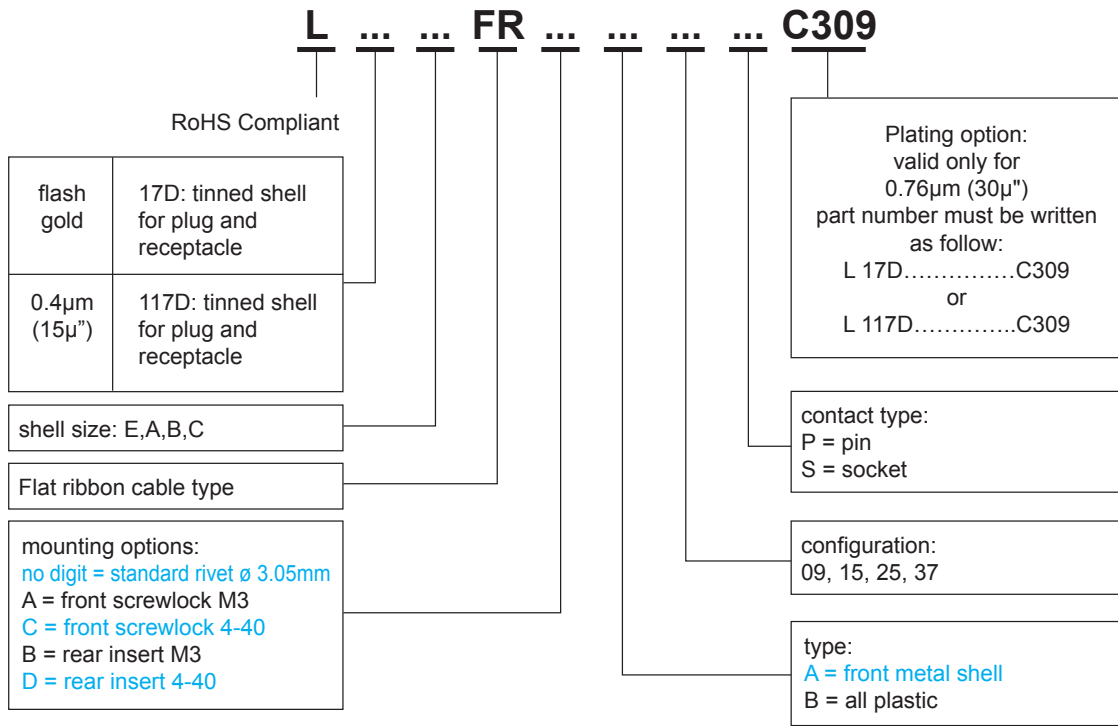 L ... ... FR ... ... ... ... C309
RoHS Compliant
flash
gold
17D: tinned shell
for plug and
receptacle
0.4µm
(15µ”)
117D: tinned shell
for plug and
receptacle
shell size: E,A,B,C
Flat ribbon cable type
mounting options:
no digit = standard rivet ø 3.05mm
A = front screwlock M3
C = front screwlock 4-40
B = rear insert M3
D = rear insert 4-40
Plating option:
valid only for
0.76µm (30µ")
part number must be written
as follow:
L 17D……………C309
or
L 117D…………..C309
contact type:
P = pin
S = socket
configuration:
09, 15, 25, 37
type:
A = front metal shell
B = all plastic